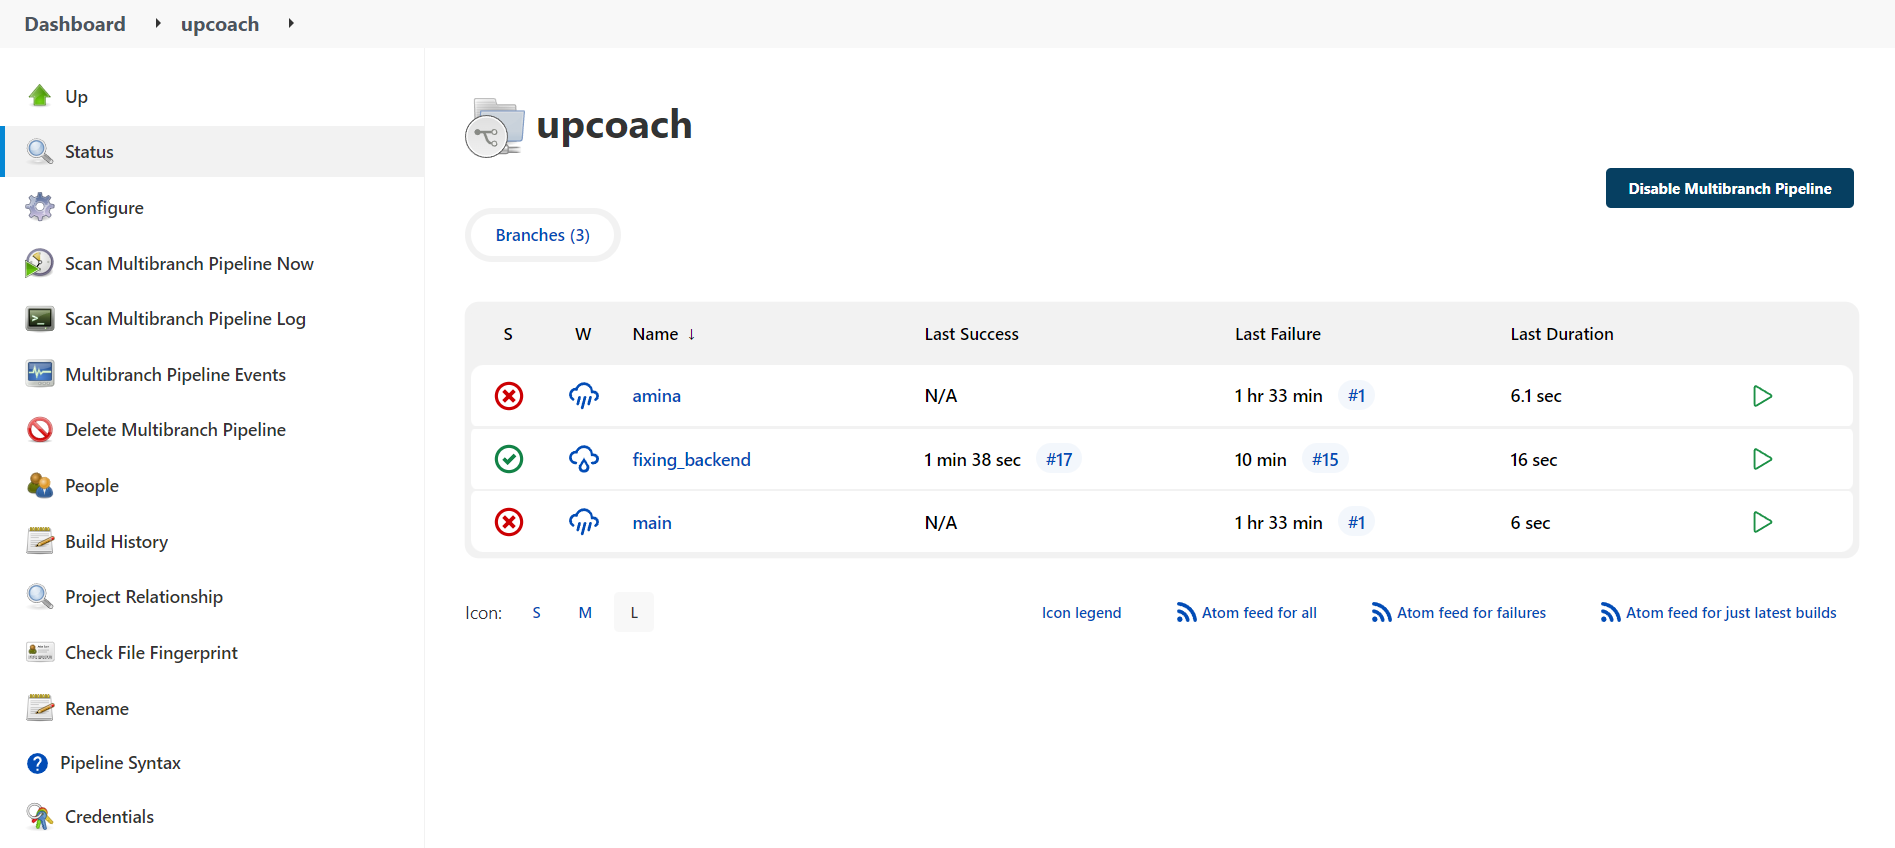 Dashboard upcoach
Up
Status
Configure
Scan Multibranch Pipeline Now
Scan Multibranch Pipeline Log
Multibranch Pipeline Events
Delete Multibranch Pipeline
People
Build History
Project Relationship
Check File Fingerprint
Rename
Pipeline Syntax
Credentials
upcoach
Disable Multibranch Pipeline
Branches (3)
S W Name ↓ Last Success Last Failure Last Duration
amina N/A 1 hr 33 min #1 6.1 sec
fixing_backend 1 min 38 sec #17 10 min #15 16 sec
main N/A 1 hr 33 min #1 6 sec
Icon: S M L Icon legend Atom feed for all Atom feed for failures Atom feed for just latest builds